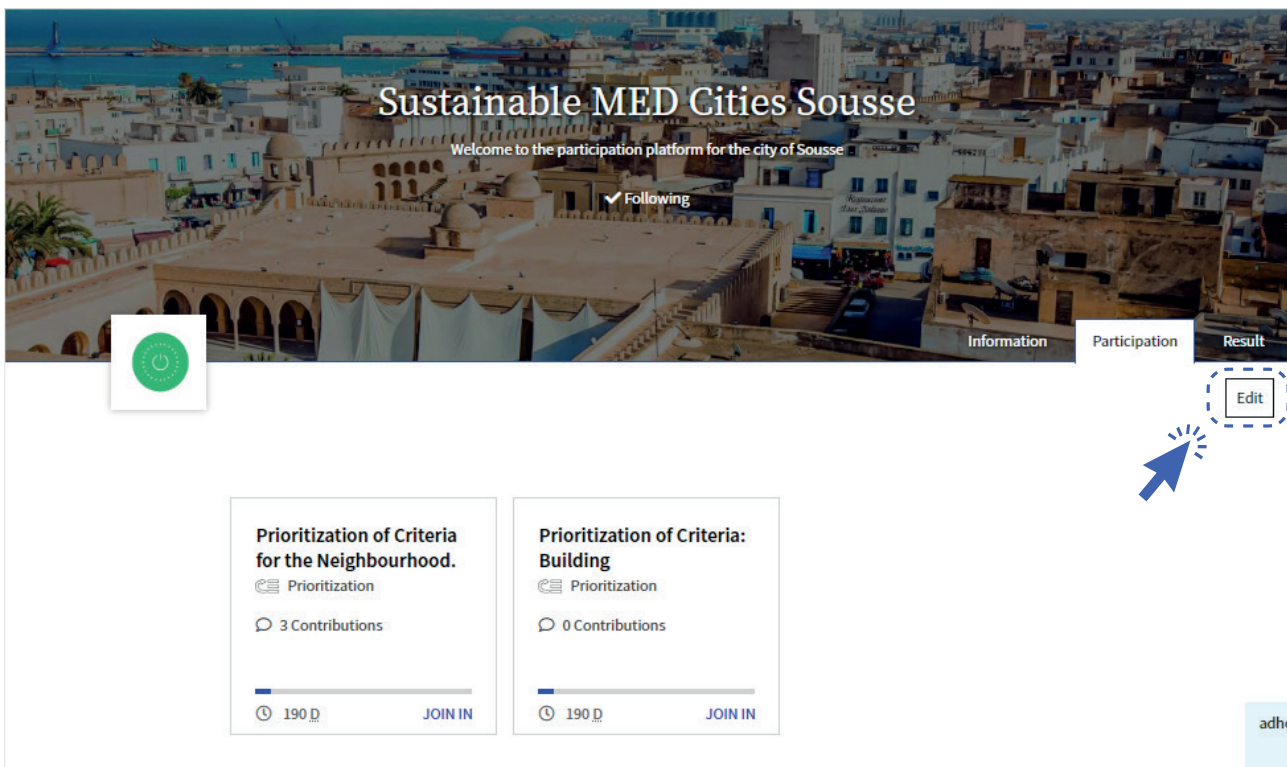 Sustainable MED Cities Sousse
Welcome to the participation platform for the city of Sousse
Following
Information
Participation
Result
Edit
Prioritization of Criteria
for the Neighbourhood.
Prioritization
3 Contributions
190 D
JOIN IN
Prioritization of Criteria:
Building
Prioritization
0 Contributions
190 D
JOIN IN